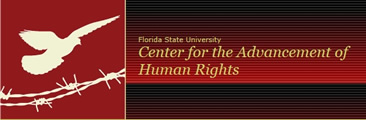 Florida State University
Center for the Advancement of
Human Rights